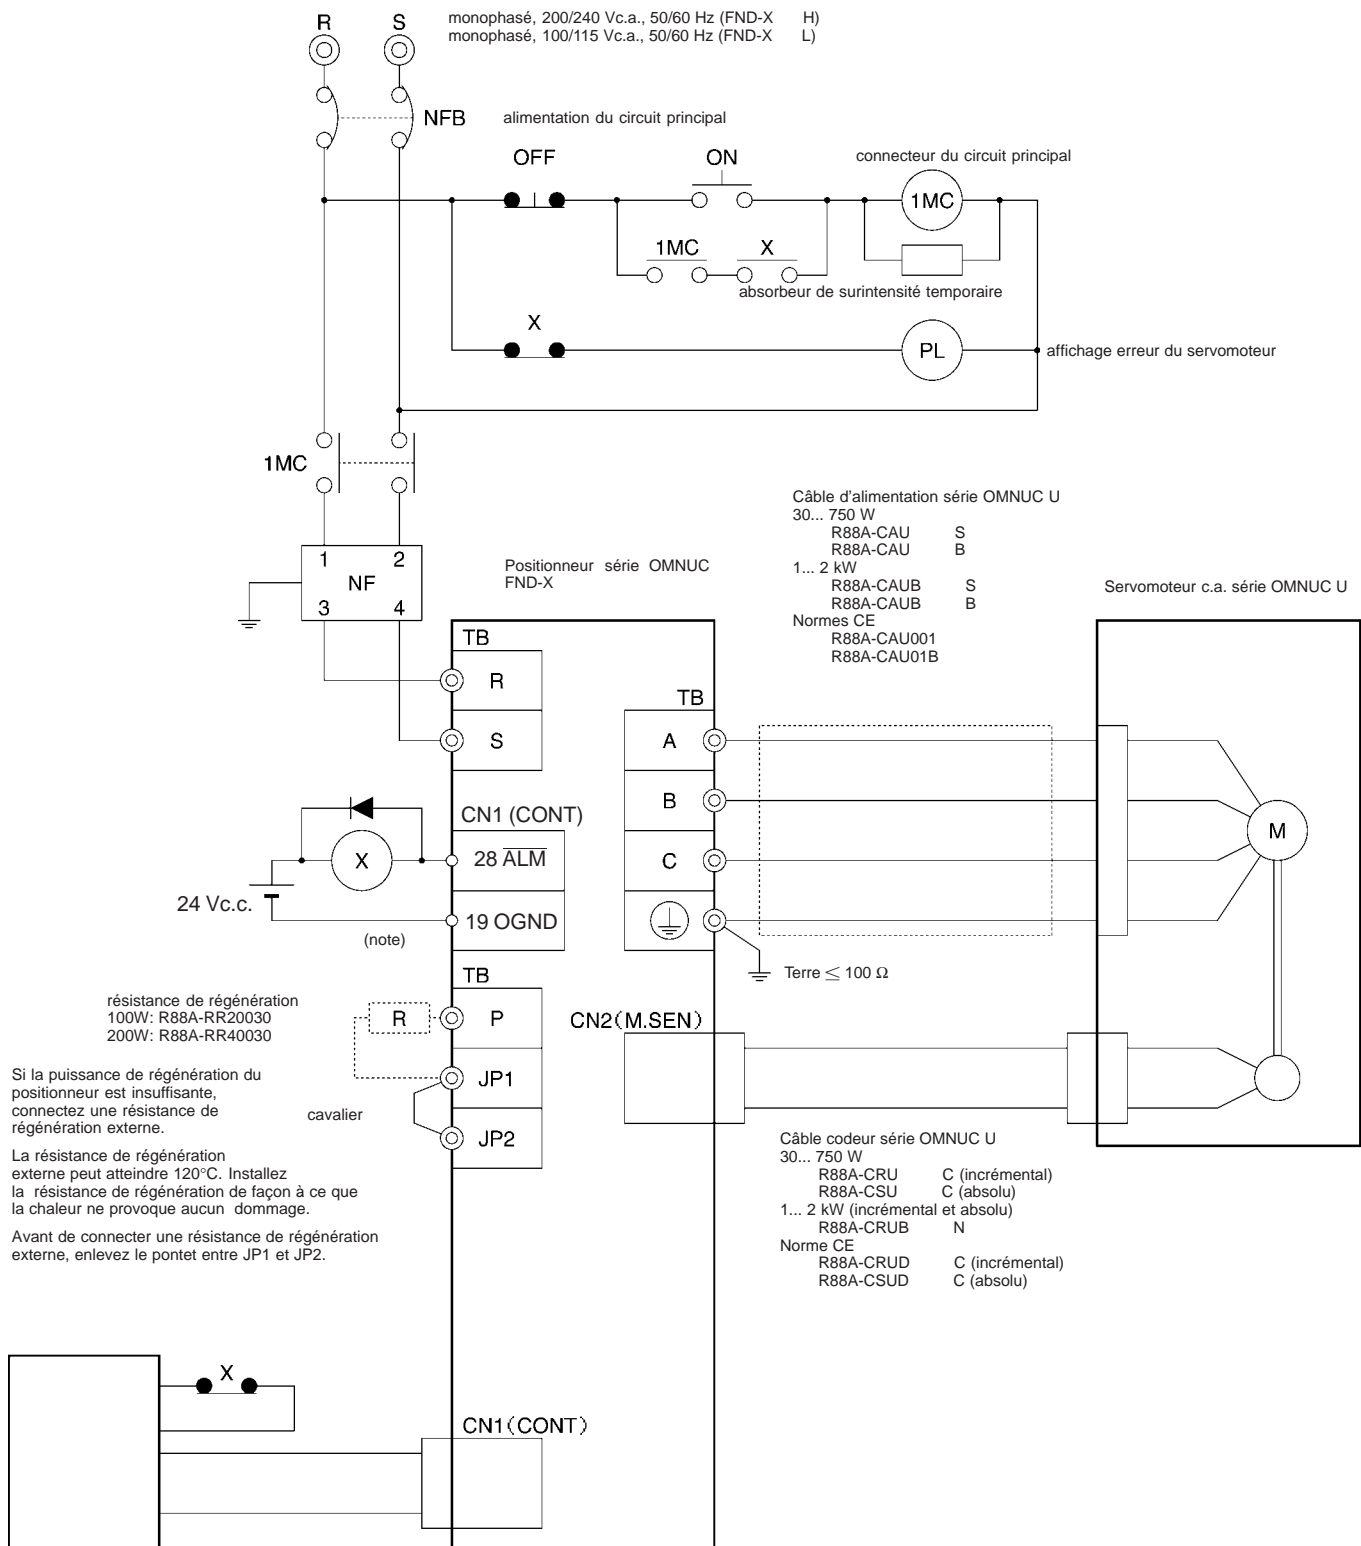 R S
monophasé, 200/240 Vc.a., 50/60 Hz (FND-X H)
monophasé, 100/115 Vc.a., 50/60 Hz (FND-X L)
NFB
alimentation du circuit principal
OFF
ON
connecteur du circuit principal
1MC
1MC
X
absorbeur de surintensité temporaire
X
PL
affichage erreur du servomoteur
1MC
1 2
NF
3 4
Positionneur série OMNUC
FND-X
Câble d'alimentation série OMNUC U
30... 750 W
R88A-CAU S
R88A-CAU B
1... 2 kW
R88A-CAUB S
R88A-CAUB B
Normes CE
R88A-CAU001
R88A-CAU01B
Servomoteur c.a. série OMNUC U
TB
R
S
TB
A
B
C
M
CN1 (CONT)
X
28 ALM
24 Vc.c.
19 OGND
(note)
Terre ≤ 100 Ω
TB
résistance de régénération
100W: R88A-RR20030
200W: R88A-RR40030
R
P
JP1
JP2
cavalier
CN2(M.SEN)
Si la puissance de régénération du
positionneur est insuffisante,
connectez une résistance de
régénération externe.
La résistance de régénération
externe peut atteindre 120°C. Installez
la résistance de régénération de façon à ce que
la chaleur ne provoque aucun dommage.
Avant de connecter une résistance de régénération
externe, enlevez le pontet entre JP1 et JP2.
Câble codeur série OMNUC U
30... 750 W
R88A-CRU C (incrémental)
R88A-CSU C (absolu)
1... 2 kW (incrémental et absolu)
R88A-CRUB N
Norme CE
R88A-CRUD C (incrémental)
R88A-CSUD C (absolu)
X
CN1(CONT)